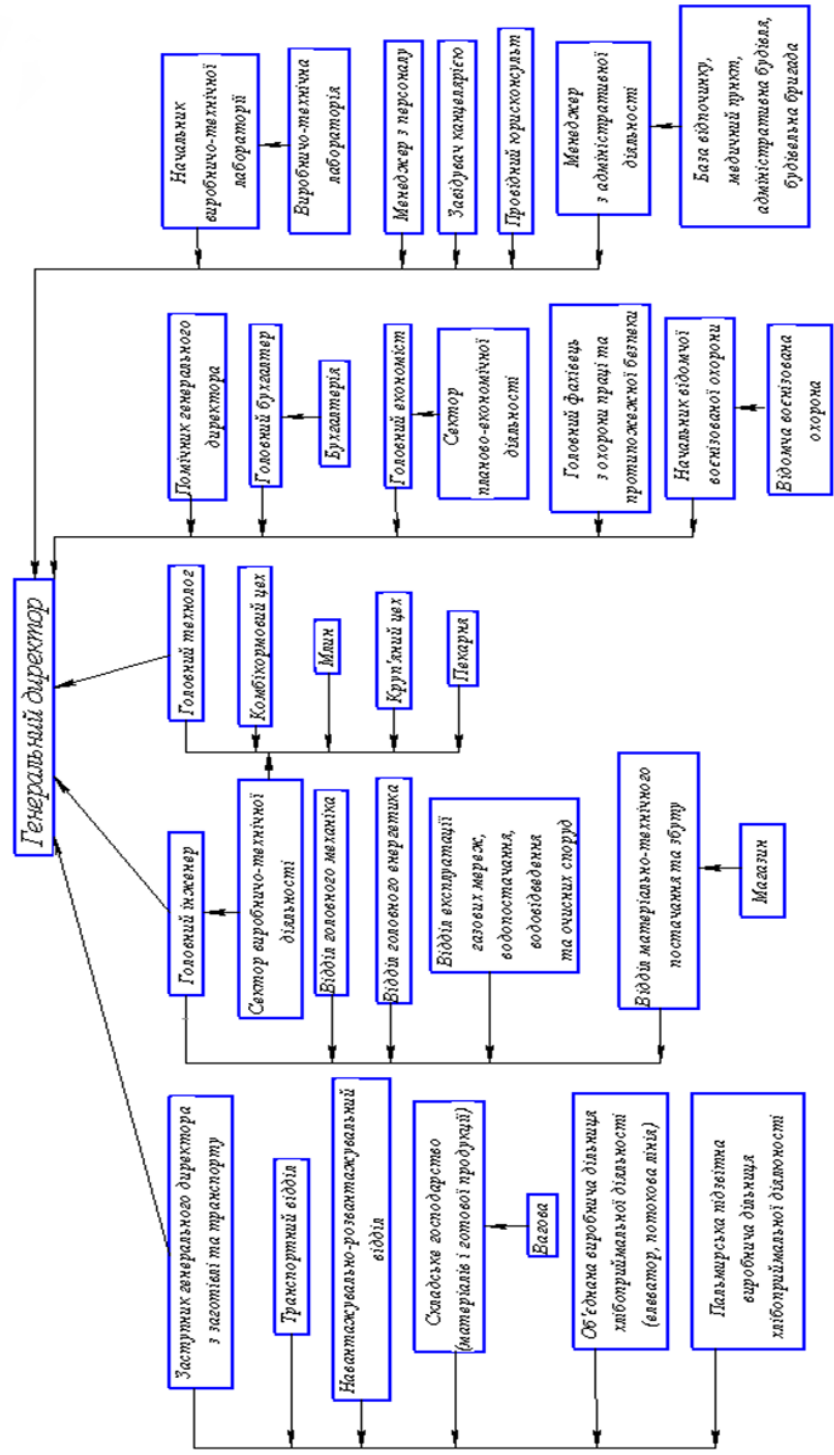 Генеральний директор
Заступник генерального директора
з заготівлі та транспорту
Транспортний відділ
Навантажувально-розвантажувальний
відділ
Складське господарство
(матеріалів і готової продукції)
Вагова
Об'єднана виробнича дільниця
хлібоприймальної діяльності
(елеватор, потокова лінія)
Пальмирська підзвітна
виробнича дільниця
хлібоприймальної діялюності
Головний інженер
Сектор виробничо-технічної
діяльності
Відділ головного механіка
Відділ головного енергетика
Відділ експлуатації
газових мереж,
водопостачання,
водовідведення
та очисних споруд
Відділ матеріально-технічного
постачання та збуту
Магазин
Головний технолог
Комбікормовий цех
Млин
Круп'яний цех
Пекарня
Помічник генерального
директора
Головний бухгалтер
Бухгалтерія
Головний економіст
Сектор
планово-економічної
діяльності
Головний фахівець
з охорони праці та
протипожежної безпеки
Начальник відомчої
воєнізованої охорони
Відомча воєнізована
охорона
Начальник
виробничо-технічної
лабораторії
Виробничо-технічна
лабораторія
Менеджер з персоналу
Завідувач канцелярією
Провідний юрисконсульт
Менеджер
з адміністративної
діяльності
База відпочинку,
медичний пункт,
адміністративна будівля,
будівельна бригада